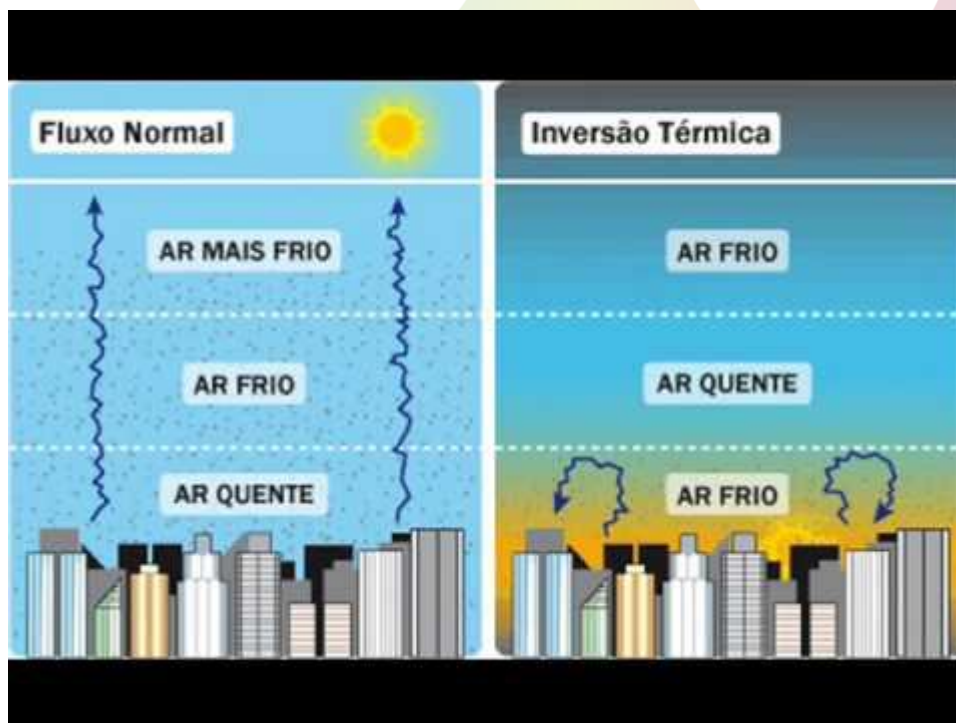 Fluxo Normal
AR MAIS FRIO
AR FRIO
AR QUENTE
Inversão Térmica
AR FRIO
AR QUENTE
AR FRIO